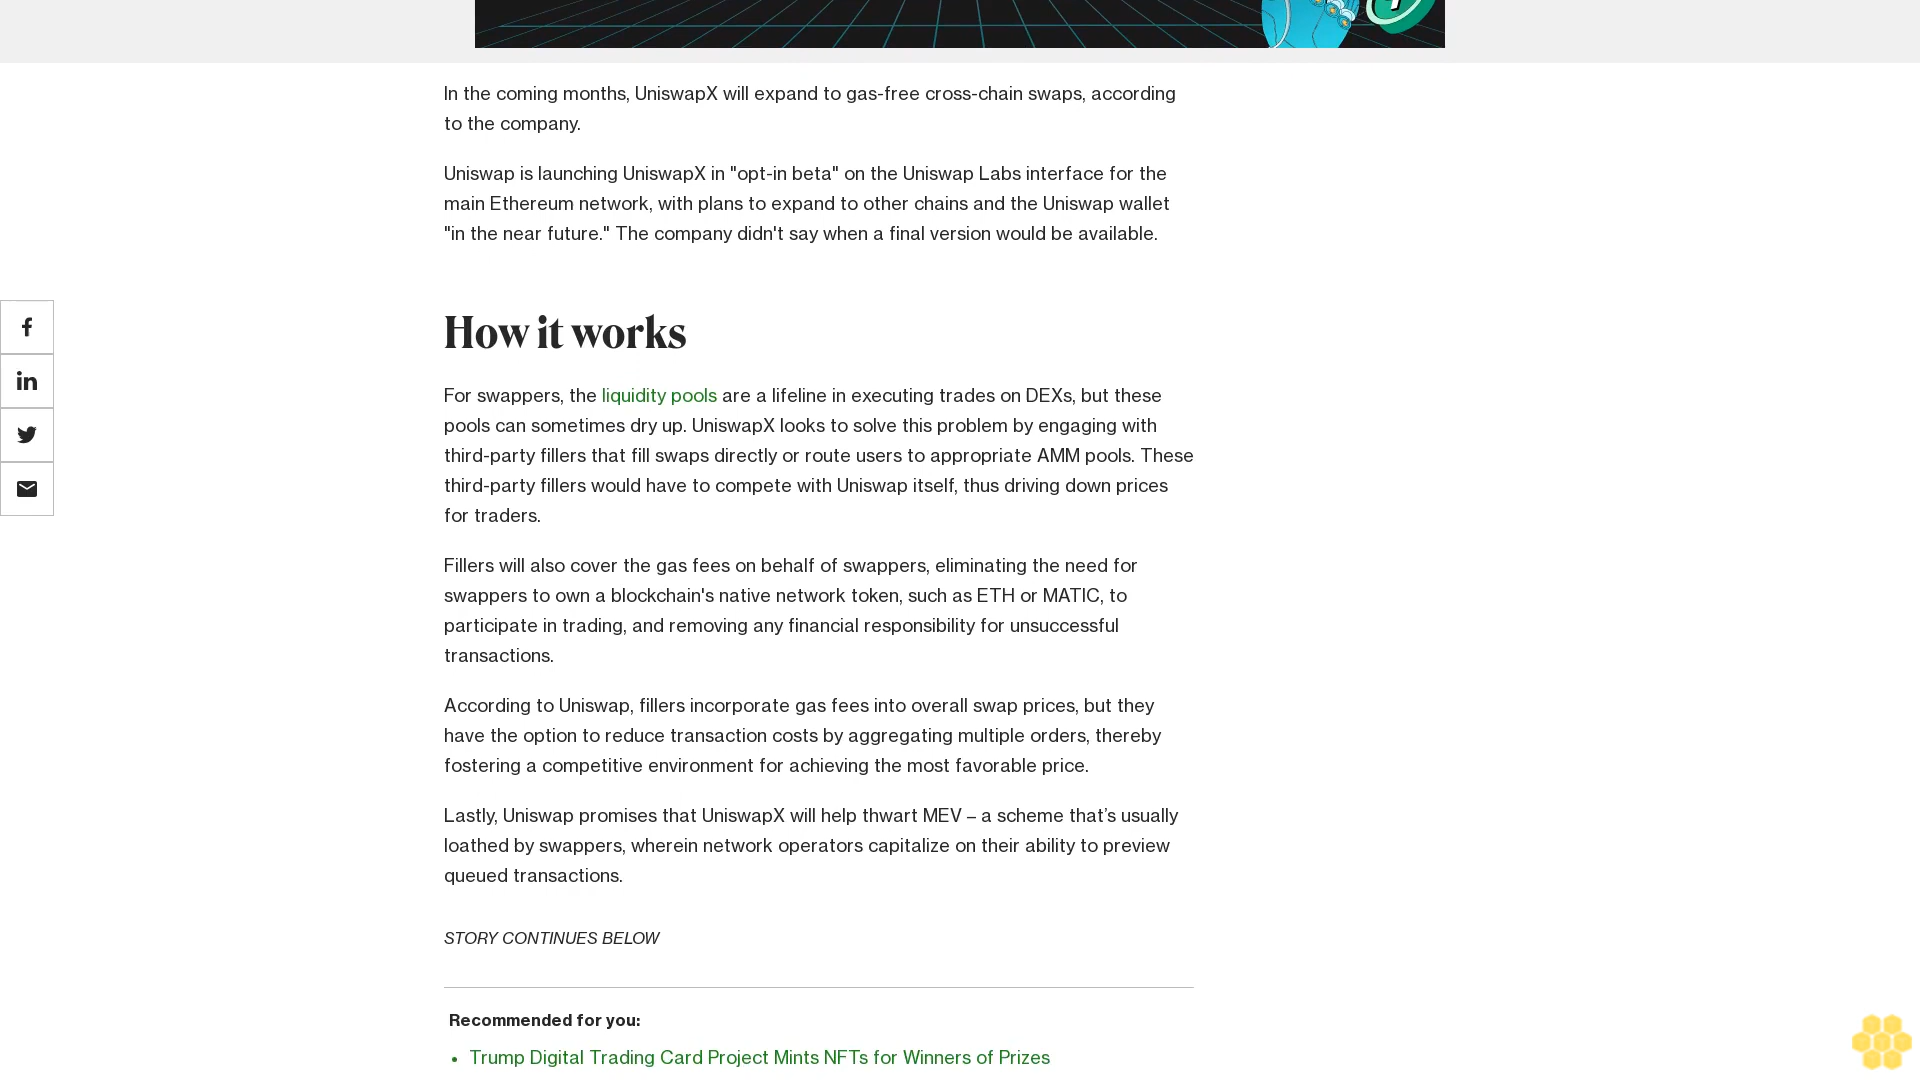 In the coming months, UniswapX will expand to gas-free cross-chain swaps, according
to the company.
Uniswap is launching UniswapX in "opt-in beta" on the Uniswap Labs interface for the
main Ethereum network, with plans to expand to other chains and the Uniswap wallet
"in the near future." The company didn't say when a final version would be available.
How it works
For swappers, the liquidity pools are a lifeline in executing trades on DEXs, but these
pools can sometimes dry up. UniswapX looks to solve this problem by engaging with
third-party fillers that fill swaps directly or route users to appropriate AMM pools. These
third-party fillers would have to compete with Uniswap itself, thus driving down prices
for traders.
Fillers will also cover the gas fees on behalf of swappers, eliminating the need for
swappers to own a blockchain's native network token, such as ETH or MATIC, to
participate in trading, and removing any financial responsibility for unsuccessful
transactions.
According to Uniswap, fillers incorporate gas fees into overall swap prices, but they
have the option to reduce transaction costs by aggregating multiple orders, thereby
fostering a competitive environment for achieving the most favorable price.
Lastly, Uniswap promises that UniswapX will help thwart MEV – a scheme that’s usually
loathed by swappers, wherein network operators capitalize on their ability to preview
queued transactions.
STORY CONTINUES BELOW
Recommended for you:
• Trump Digital Trading Card Project Mints NFTs for Winners of Prizes